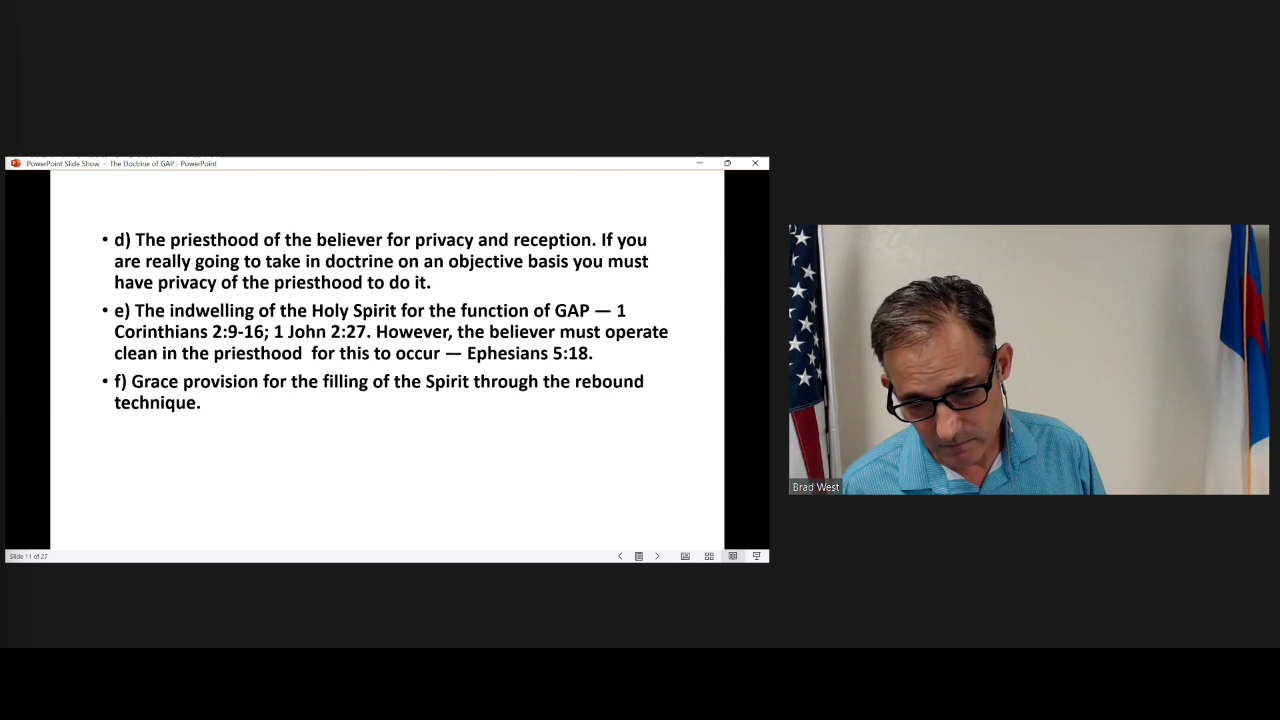 PowerPoint Slide Show - The Doctrine of GAP - PowerPoint
• d) The priesthood of the believer for privacy and reception. If you
are really going to take in doctrine on an objective basis you must
have privacy of the priesthood to do it.
• e) The indwelling of the Holy Spirit for the function of GAP — 1
Corinthians 2:9-16; 1 John 2:27. However, the believer must operate
clean in the priesthood for this to occur — Ephesians 5:18.
• f) Grace provision for the filling of the Spirit through the rebound
technique.
Slide 11 of 27
Brad West